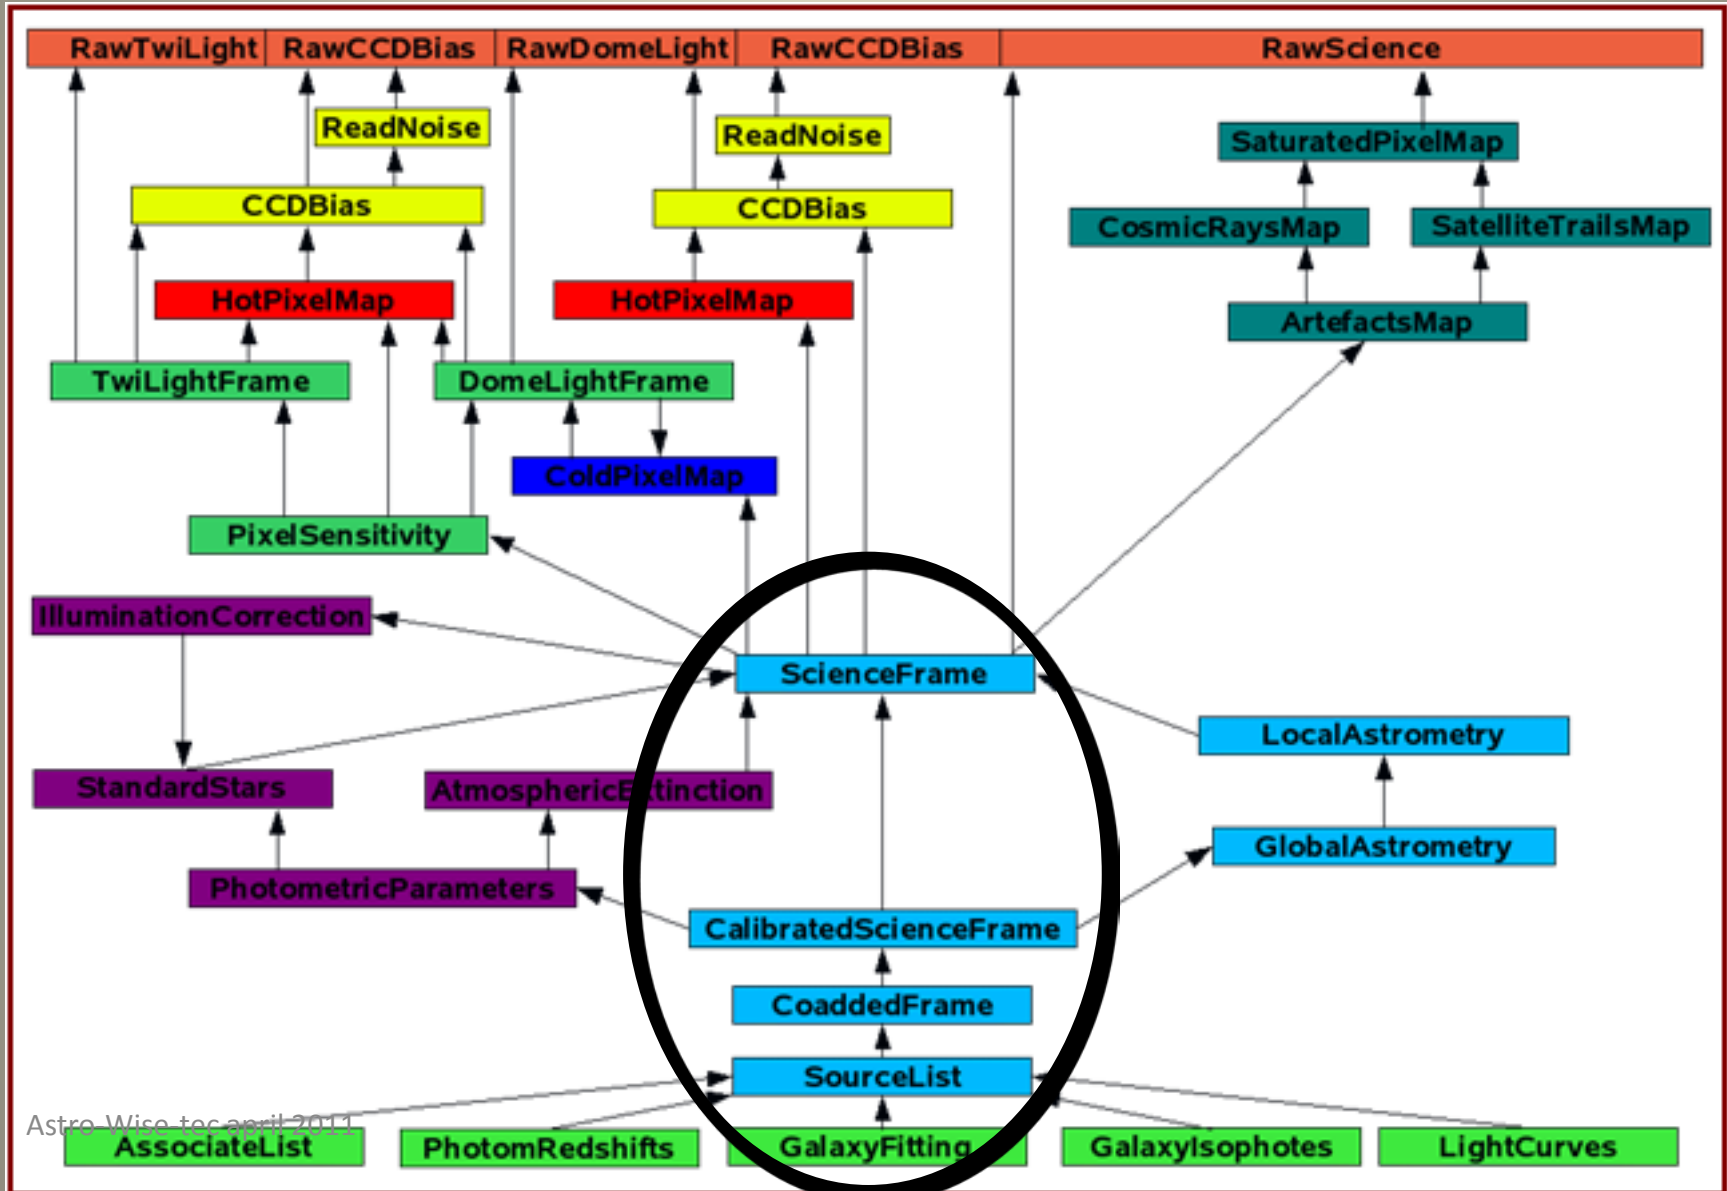 RawTwiLight RawCCDBias RawDomeLight RawCCDBias RawScience
ReadNoise
ReadNoise
SaturatedPixelMap
CCDBias
CCDBias
CosmicRaysMap
SatelliteTrailsMap
HotPixelMap
HotPixelMap
ArtefactsMap
TwiLightFrame
DomeLightFrame
ColdPixelMap
PixelSensitivity
IlluminationCorrection
ScienceFrame
LocalAstrometry
StandardStars
AtmosphericExtinction
GlobalAstrometry
PhotometricParameters
CalibratedScienceFrame
CoaddedFrame
SourceList
Astro-Wise-tec april 2011
AssociateList
PhotomRedshifts
GalaxyFitting
GalaxyIsophotes
LightCurves